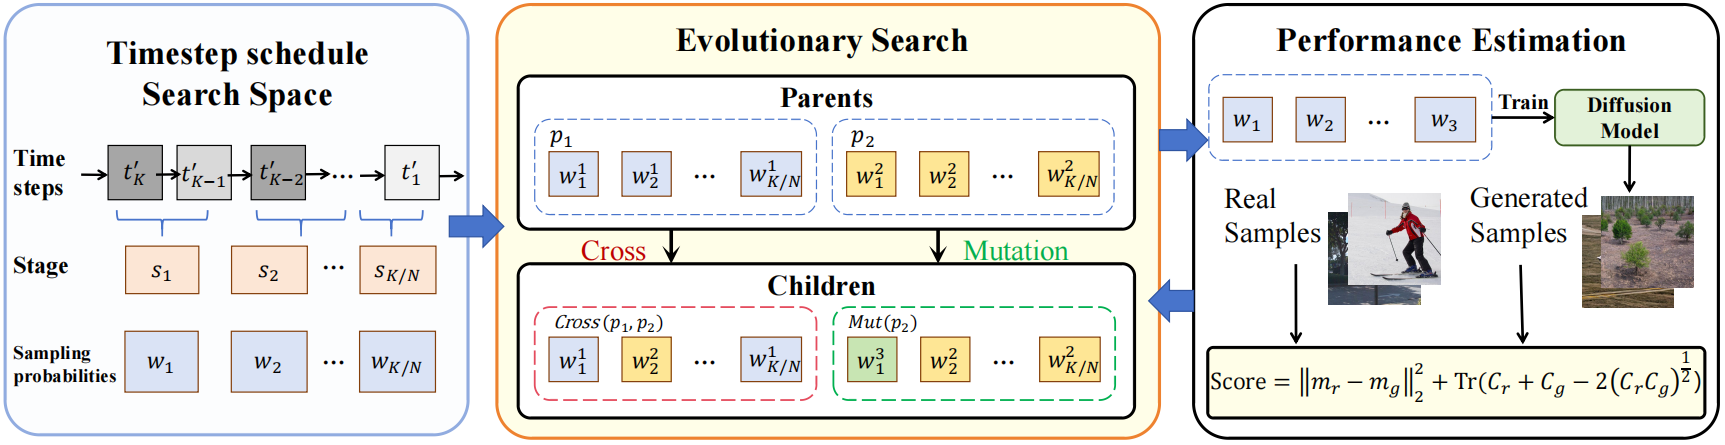 Timestep schedule
Search Space
Time
steps
t'_K
t'_{K-1}
t'_{K-2}
...
t'_1
Stage
s_1
s_2
...
s_{K/N}
Sampling
probabilities
w_1
w_2
...
w_{K/N}
Evolutionary Search
Parents
p_1
w_1^1
w_2^1
...
w_{K/N}^1
p_2
w_1^2
w_2^2
...
w_{K/N}^2
Cross
Mutation
Children
Cross(p_1, p_2)
w_1^1
w_2^2
...
w_{K/N}^1
Mut(p_2)
w_1^3
w_2^2
...
w_{K/N}^2
Performance Estimation
w_1
w_2
...
w_3
Train
Diffusion
Model
Real
Samples
Generated
Samples
Score = ‖m_r − m_g‖_2^2 + Tr(C_r + C_g − 2(C_r C_g)^{1/2})